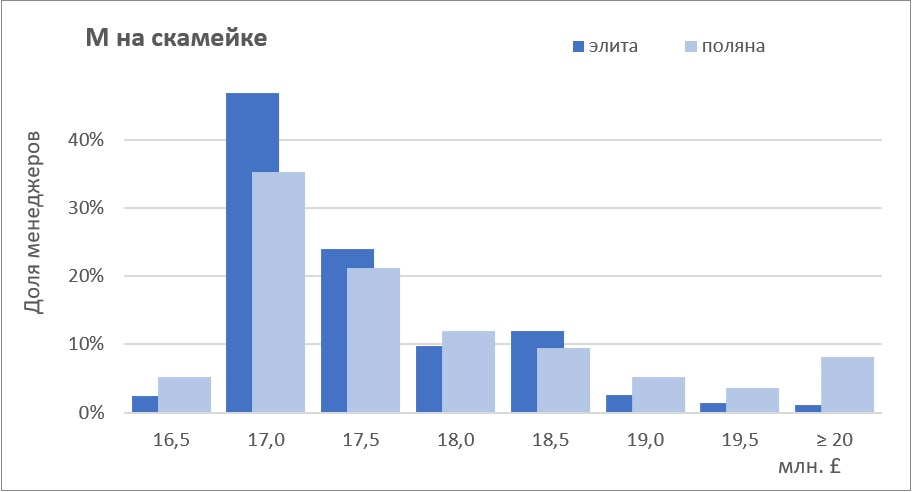 М на скамейке
элита
поляна
Доля менеджеров
40%
30%
20%
10%
0%
16,5 17,0 17,5 18,0 18,5 19,0 19,5 ≥ 20
млн. £